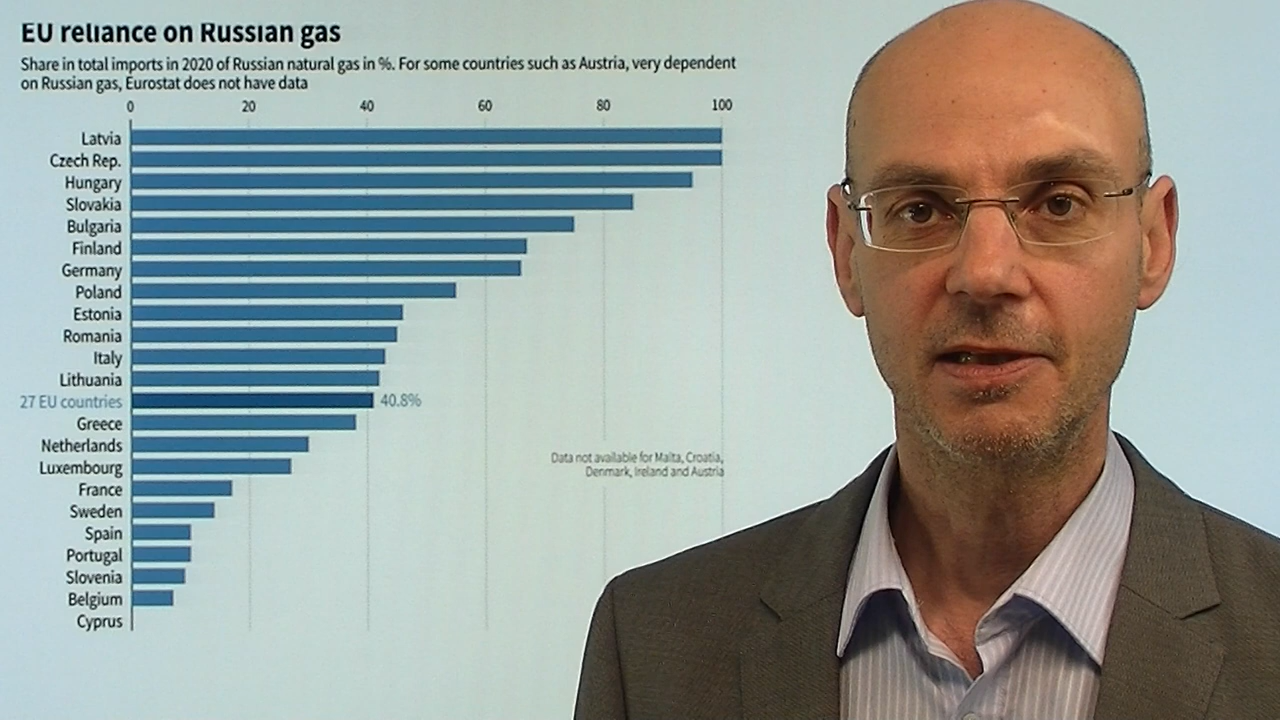 EU reliance on Russian gas
Share in total imports in 2020 of Russian natural gas in %. For some countries such as Austria, very dependent
on Russian gas, Eurostat does not have data
0 20 40 60 80 100
Latvia
Czech Rep.
Hungary
Slovakia
Bulgaria
Finland
Germany
Poland
Estonia
Romania
Italy
Lithuania
27 EU countries 40.8%
Greece
Netherlands
Data not available for Malta, Croatia,
Denmark, Ireland and Austria
Luxembourg
France
Sweden
Spain
Portugal
Slovenia
Belgium
Cyprus